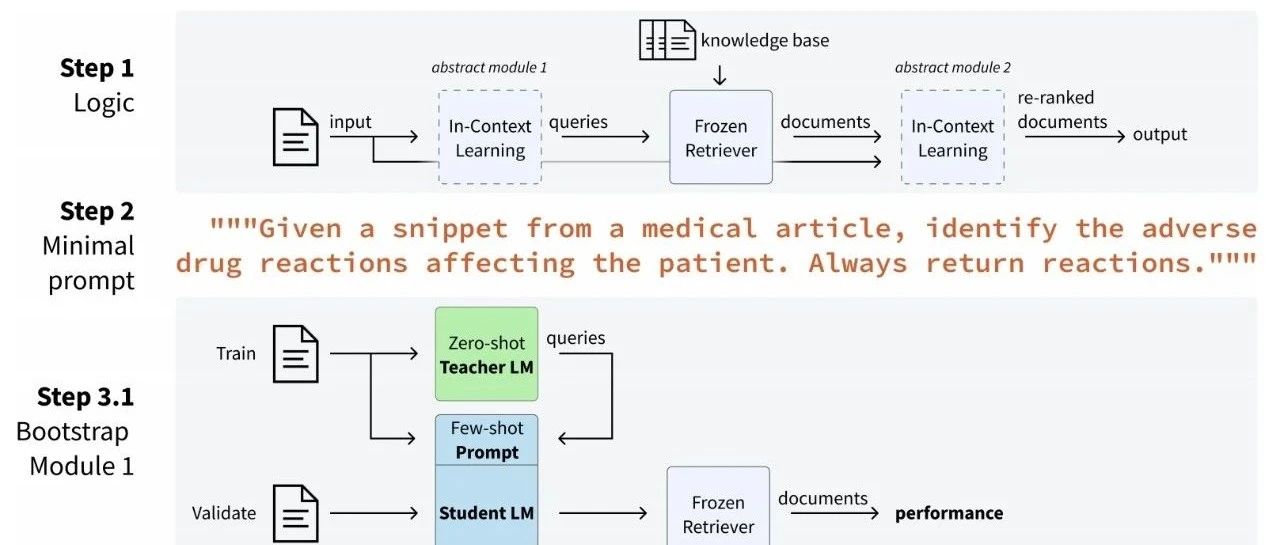 Step 1
Logic
knowledge base
abstract module 1
abstract module 2
input
In-Context
Learning
queries
Frozen
Retriever
documents
In-Context
Learning
re-ranked
documents
output
Step 2
Minimal
prompt
"""Given a snippet from a medical article, identify the adverse
drug reactions affecting the patient. Always return reactions."""
Step 3.1
Bootstrap
Module 1
Train
Zero-shot
Teacher LM
queries
Few-shot
Prompt
Validate
Student LM
Frozen
Retriever
documents
performance